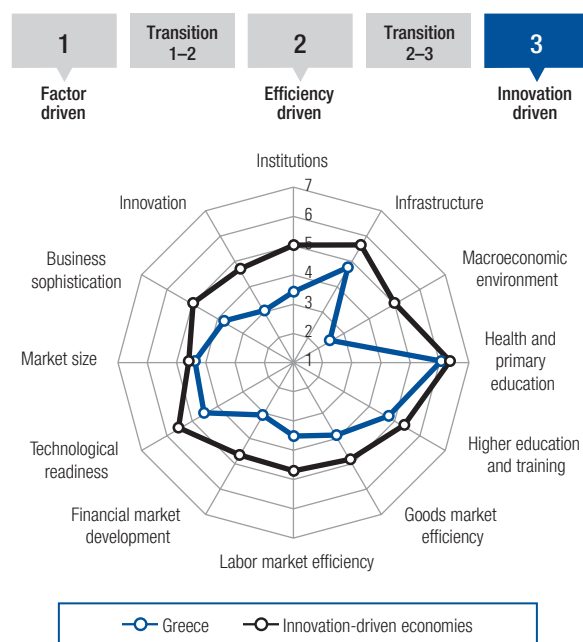 1
Transition
1–2
2
Transition
2–3
3
Factor
driven
Efficiency
driven
Innovation
driven
Institutions
7
6
5
4
3
2
1
Infrastructure
Macroeconomic
environment
Health and
primary
education
Higher education
and training
Goods market
efficiency
Labor market efficiency
Financial market
development
Technological
readiness
Market size
Business
sophistication
Innovation
Greece
Innovation-driven economies